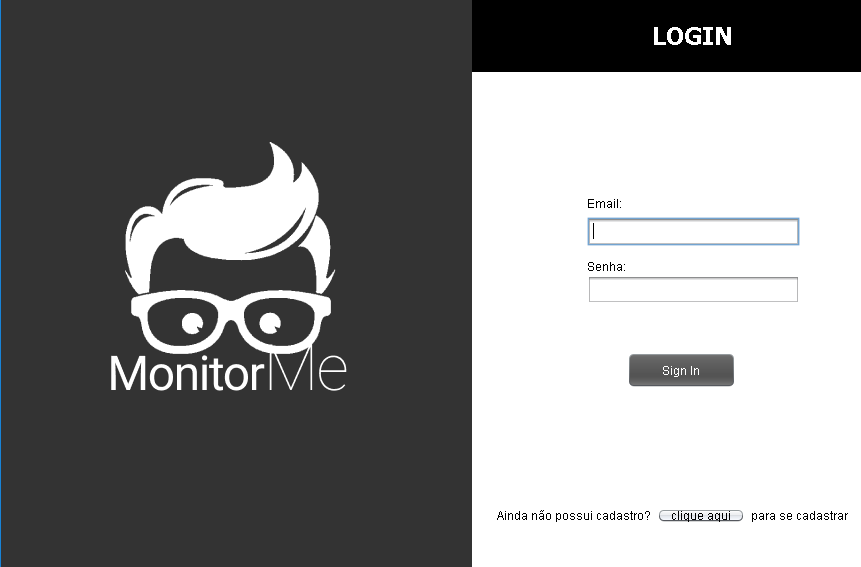 MonitorMe
LOGIN
Email:
Senha:
Sign In
Ainda não possui cadastro? clique aqui para se cadastrar